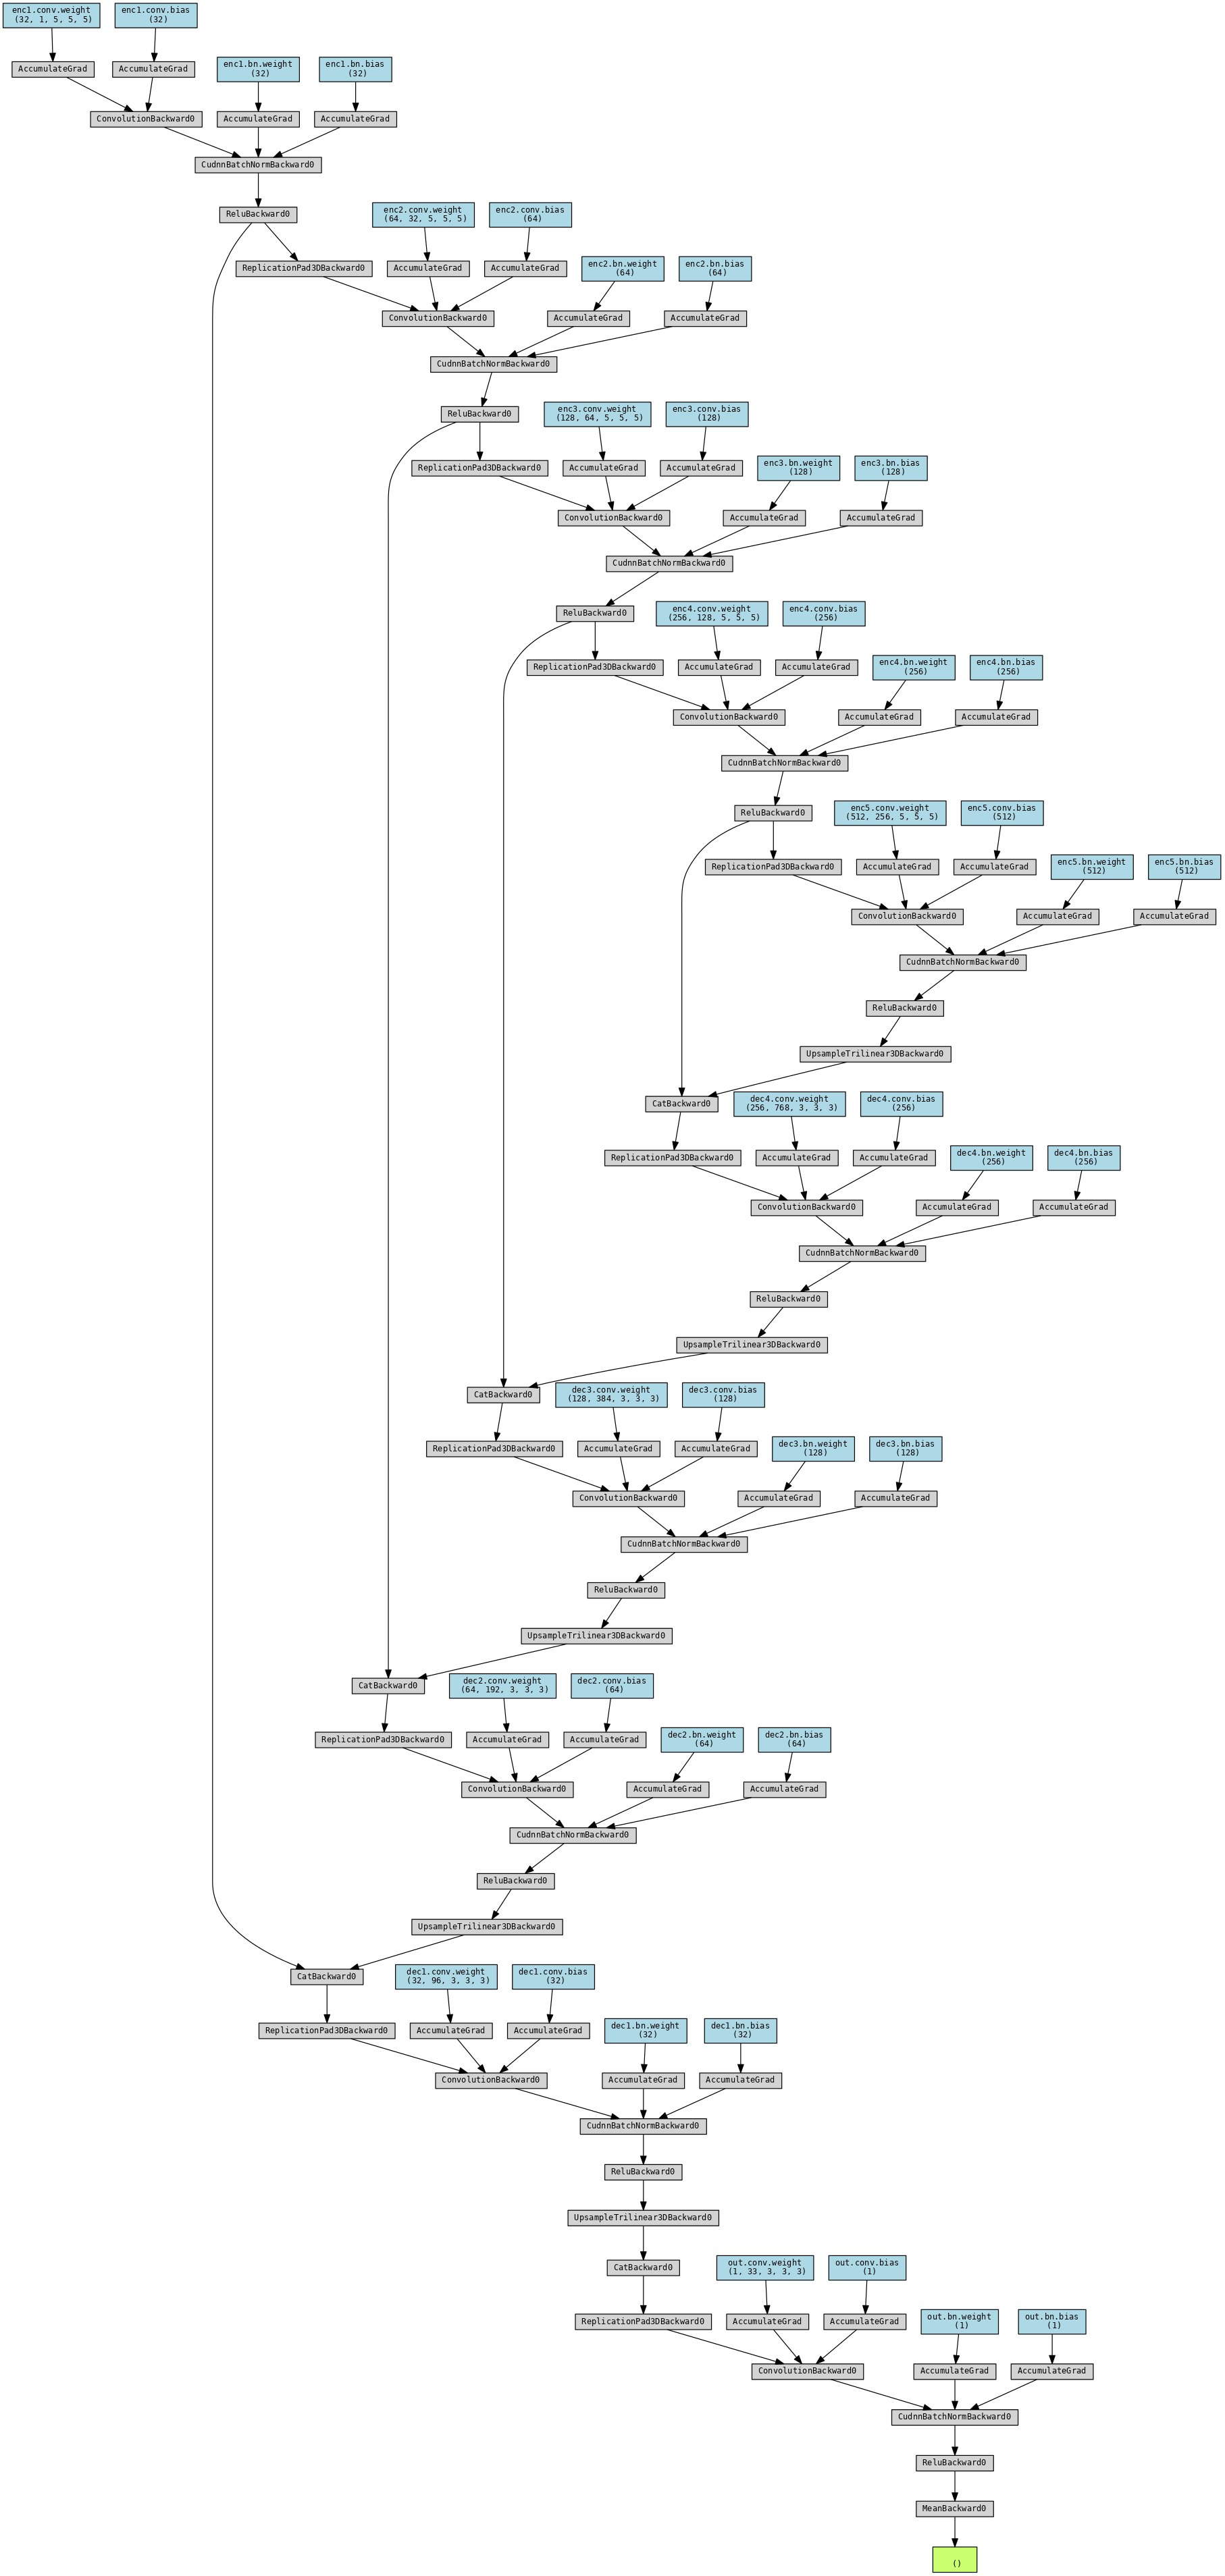 enc1.conv.weight
(32, 1, 5, 5, 5)
enc1.conv.bias
(32)
AccumulateGrad
AccumulateGrad
enc1.bn.weight
(32)
enc1.bn.bias
(32)
ConvolutionBackward0
AccumulateGrad
AccumulateGrad
CudnnBatchNormBackward0
ReluBackward0
enc2.conv.weight
(64, 32, 5, 5, 5)
enc2.conv.bias
(64)
ReplicationPad3DBackward0
AccumulateGrad
AccumulateGrad
enc2.bn.weight
(64)
enc2.bn.bias
(64)
ConvolutionBackward0
AccumulateGrad
AccumulateGrad
CudnnBatchNormBackward0
ReluBackward0
enc3.conv.weight
(128, 64, 5, 5, 5)
enc3.conv.bias
(128)
ReplicationPad3DBackward0
AccumulateGrad
AccumulateGrad
enc3.bn.weight
(128)
enc3.bn.bias
(128)
ConvolutionBackward0
AccumulateGrad
AccumulateGrad
CudnnBatchNormBackward0
ReluBackward0
enc4.conv.weight
(256, 128, 5, 5, 5)
enc4.conv.bias
(256)
ReplicationPad3DBackward0
AccumulateGrad
AccumulateGrad
enc4.bn.weight
(256)
enc4.bn.bias
(256)
ConvolutionBackward0
AccumulateGrad
AccumulateGrad
CudnnBatchNormBackward0
ReluBackward0
enc5.conv.weight
(512, 256, 5, 5, 5)
enc5.conv.bias
(512)
ReplicationPad3DBackward0
AccumulateGrad
AccumulateGrad
enc5.bn.weight
(512)
enc5.bn.bias
(512)
ConvolutionBackward0
AccumulateGrad
AccumulateGrad
CudnnBatchNormBackward0
ReluBackward0
UpsampleTrilinear3DBackward0
CatBackward0
dec4.conv.weight
(256, 768, 3, 3, 3)
dec4.conv.bias
(256)
ReplicationPad3DBackward0
AccumulateGrad
AccumulateGrad
dec4.bn.weight
(256)
dec4.bn.bias
(256)
ConvolutionBackward0
AccumulateGrad
AccumulateGrad
CudnnBatchNormBackward0
ReluBackward0
UpsampleTrilinear3DBackward0
CatBackward0
dec3.conv.weight
(128, 384, 3, 3, 3)
dec3.conv.bias
(128)
ReplicationPad3DBackward0
AccumulateGrad
AccumulateGrad
dec3.bn.weight
(128)
dec3.bn.bias
(128)
ConvolutionBackward0
AccumulateGrad
AccumulateGrad
CudnnBatchNormBackward0
ReluBackward0
UpsampleTrilinear3DBackward0
CatBackward0
dec2.conv.weight
(64, 192, 3, 3, 3)
dec2.conv.bias
(64)
ReplicationPad3DBackward0
AccumulateGrad
AccumulateGrad
dec2.bn.weight
(64)
dec2.bn.bias
(64)
ConvolutionBackward0
AccumulateGrad
AccumulateGrad
CudnnBatchNormBackward0
ReluBackward0
UpsampleTrilinear3DBackward0
CatBackward0
dec1.conv.weight
(32, 96, 3, 3, 3)
dec1.conv.bias
(32)
ReplicationPad3DBackward0
AccumulateGrad
AccumulateGrad
dec1.bn.weight
(32)
dec1.bn.bias
(32)
ConvolutionBackward0
AccumulateGrad
AccumulateGrad
CudnnBatchNormBackward0
ReluBackward0
UpsampleTrilinear3DBackward0
CatBackward0
out.conv.weight
(1, 33, 3, 3, 3)
out.conv.bias
(1)
ReplicationPad3DBackward0
AccumulateGrad
AccumulateGrad
out.bn.weight
(1)
out.bn.bias
(1)
ConvolutionBackward0
AccumulateGrad
AccumulateGrad
CudnnBatchNormBackward0
ReluBackward0
MeanBackward0
()